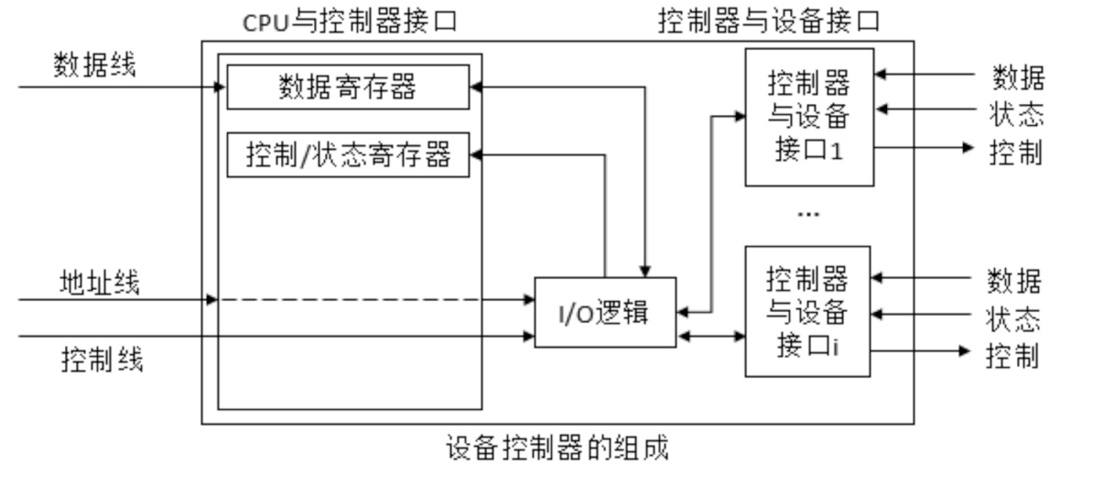 CPU与控制器接口
控制器与设备接口
数据线
数据寄存器
控制/状态寄存器
地址线
控制线
I/O逻辑
控制器
与设备
接口1
数据
状态
控制
...
控制器
与设备
接口i
数据
状态
控制
设备控制器的组成